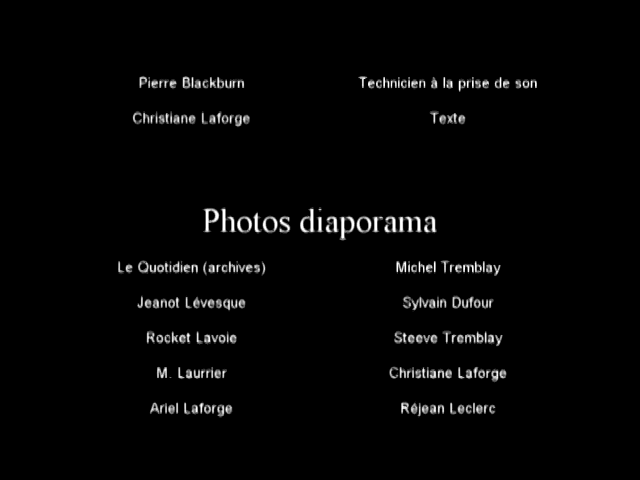 Pierre Blackburn Technicien à la prise de son
Christiane Laforge Texte
Photos diaporama
Le Quotidien (archives) Michel Tremblay
Jeanot Lévesque Sylvain Dufour
Rocket Lavoie Steeve Tremblay
M. Laurrier Christiane Laforge
Ariel Laforge Réjean Leclerc